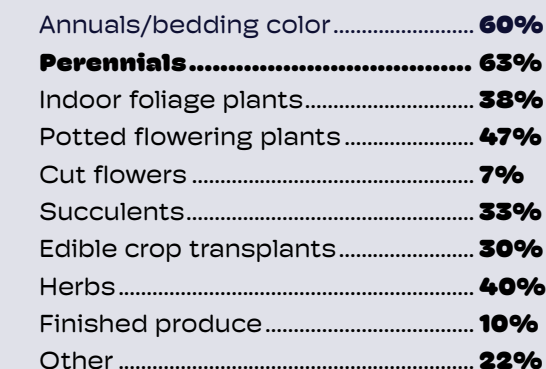 Annuals/bedding color........................ 60%
Perennials.................................... 63%
Indoor foliage plants........................ 38%
Potted flowering plants.................. 47%
Cut flowers ........................................ 7%
Succulents......................................... 33%
Edible crop transplants................... 30%
Herbs.................................................. 40%
Finished produce.............................. 10%
Other .................................................. 22%